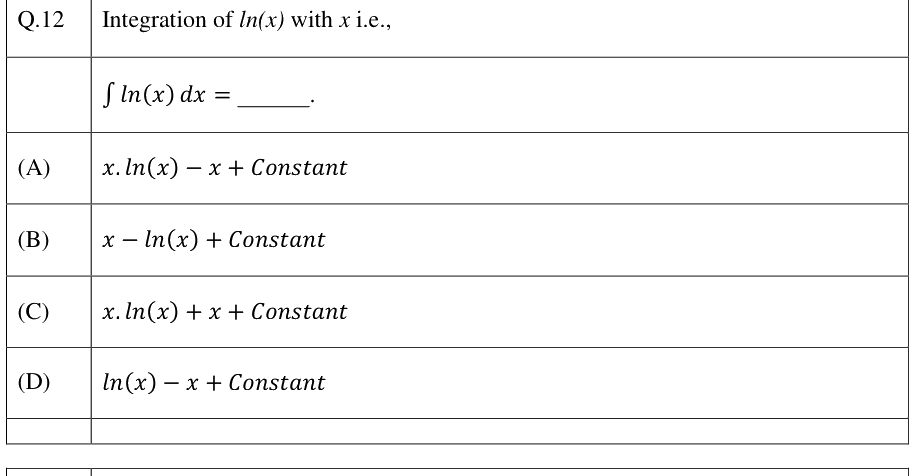 Q.12 Integration of ln(x) with x i.e.,
∫ ln(x) dx = ______.
(A) x. ln(x) − x + Constant
(B) x − ln(x) + Constant
(C) x. ln(x) + x + Constant
(D) ln(x) − x + Constant